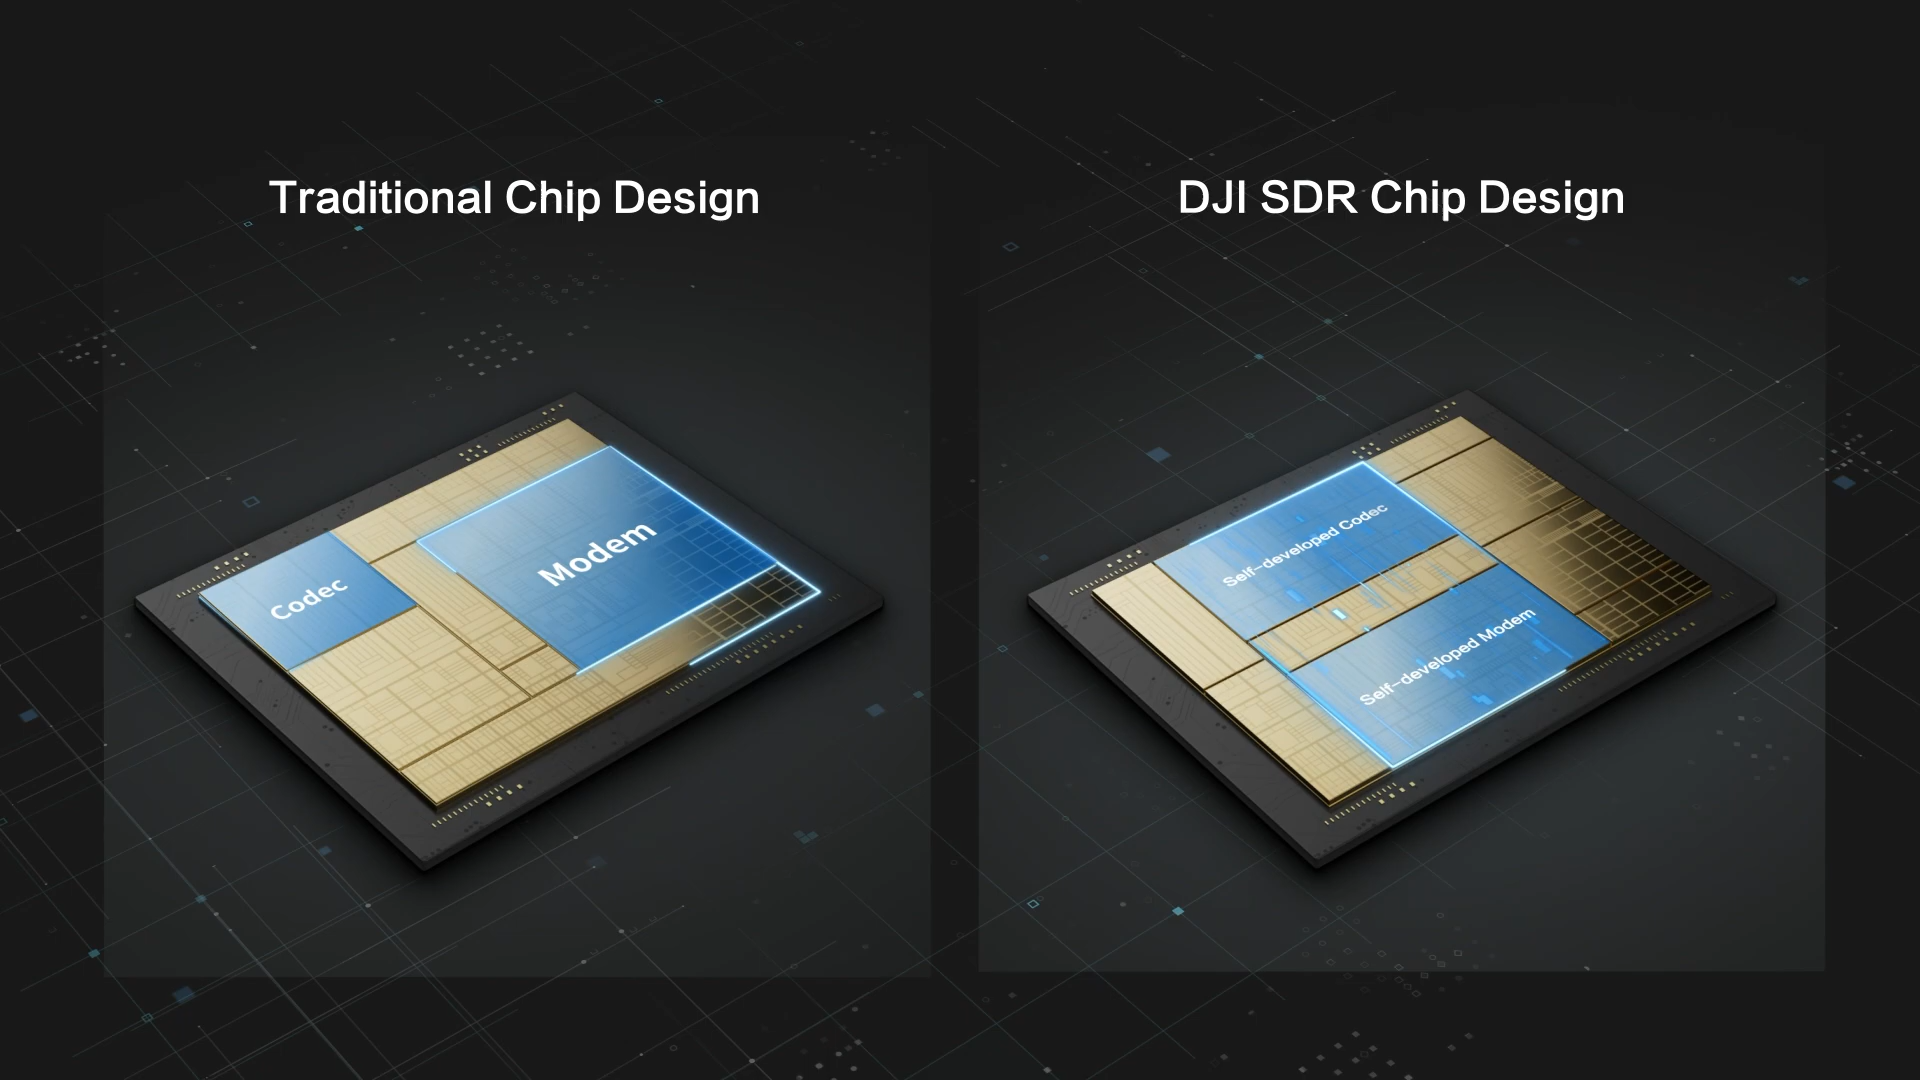 Traditional Chip Design
DJI SDR Chip Design
Codec
Modem
Self-developed Codec
Self-developed Modem